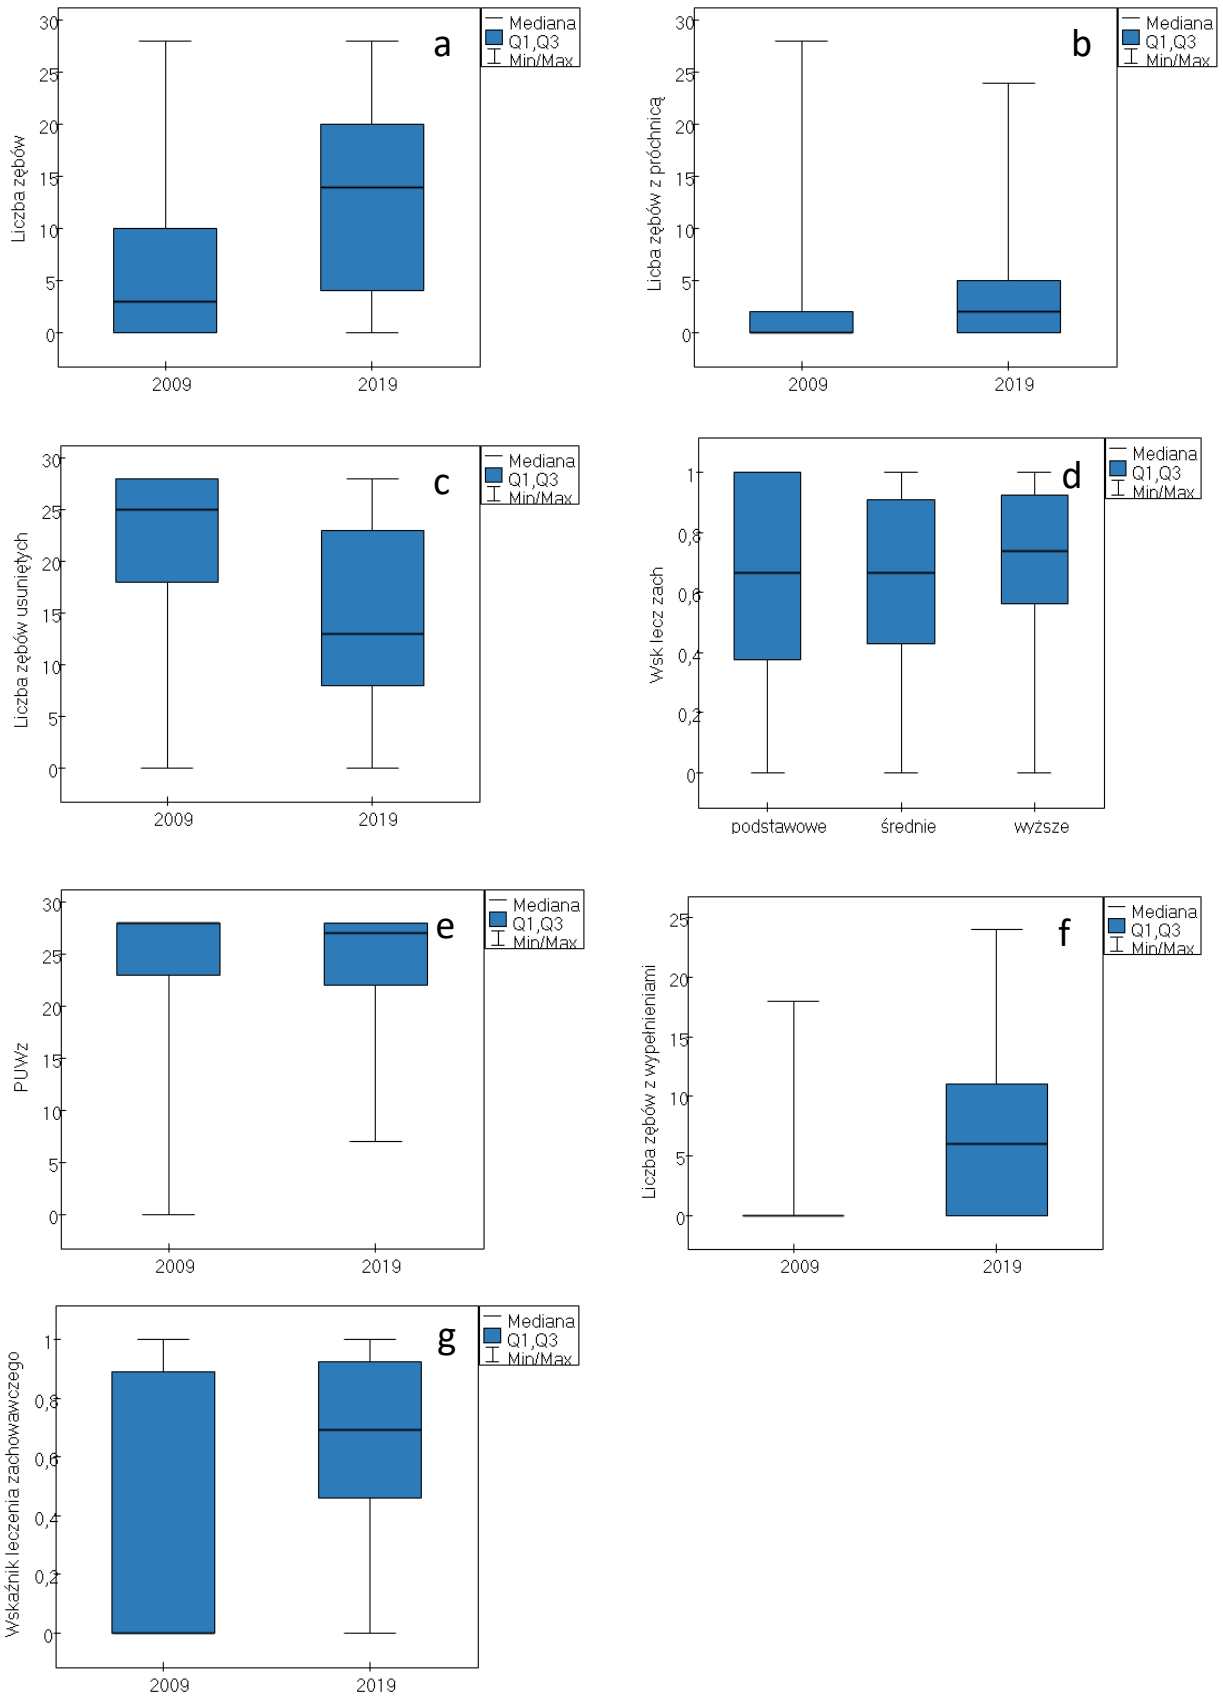 a
Mediana
Q1,Q3
Min/Max
Liczba zębów
30
25
20
15
10
5
0
2009 2019
b
Mediana
Q1,Q3
Min/Max
Licba zębów z próchnicą
30
25
20
15
10
5
0
2009 2019
c
Mediana
Q1,Q3
Min/Max
Liczba zębów usuniętych
30
25
20
15
10
5
0
2009 2019
d
Mediana
Q1,Q3
Min/Max
Wsk lecz zach
1
0,8
0,6
0,4
0,2
0
podstawowe średnie wyższe
e
Mediana
Q1,Q3
Min/Max
PUWz
30
25
20
15
10
5
0
2009 2019
f
Mediana
Q1,Q3
Min/Max
Liczba zębów z wypełnieniami
25
20
15
10
5
0
2009 2019
g
Mediana
Q1,Q3
Min/Max
Wskaźnik leczenia zachowawczego
1
0,8
0,6
0,4
0,2
0
2009 2019